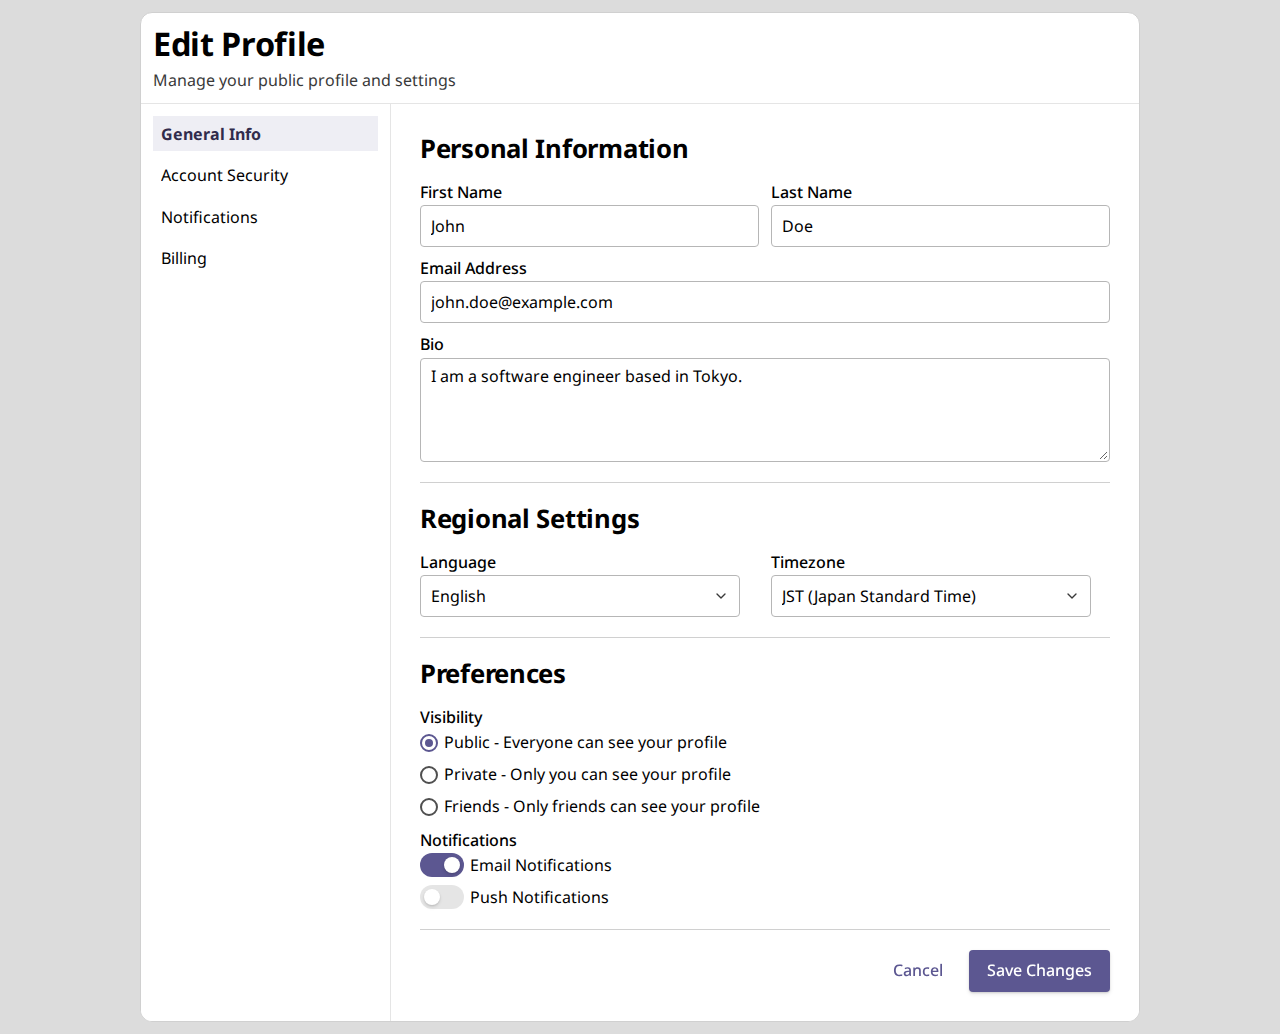 Edit Profile
Manage your public profile and settings
General Info
Account Security
Notifications
Billing
Personal Information
First Name
Last Name
John
Doe
Email Address
john.doe@example.com
Bio
I am a software engineer based in Tokyo.
Regional Settings
Language
Timezone
English
JST (Japan Standard Time)
Preferences
Visibility
Public - Everyone can see your profile
Private - Only you can see your profile
Friends - Only friends can see your profile
Notifications
Email Notifications
Push Notifications
Cancel
Save Changes